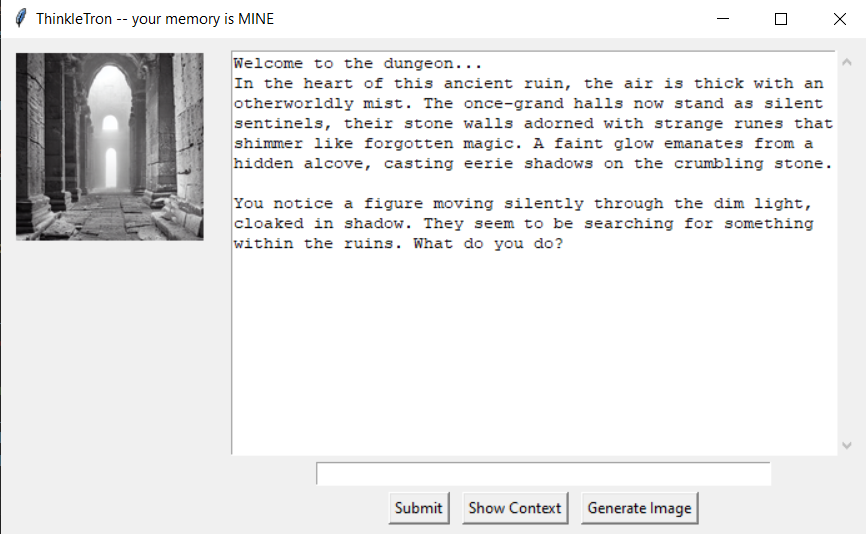 ThinkleTron -- your memory is MINE
Welcome to the dungeon...
In the heart of this ancient ruin, the air is thick with an
otherworldly mist. The once-grand halls now stand as silent
sentinels, their stone walls adorned with strange runes that
shimmer like forgotten magic. A faint glow emanates from a
hidden alcove, casting eerie shadows on the crumbling stone.
You notice a figure moving silently through the dim light,
cloaked in shadow. They seem to be searching for something
within the ruins. What do you do?
Submit
Show Context
Generate Image